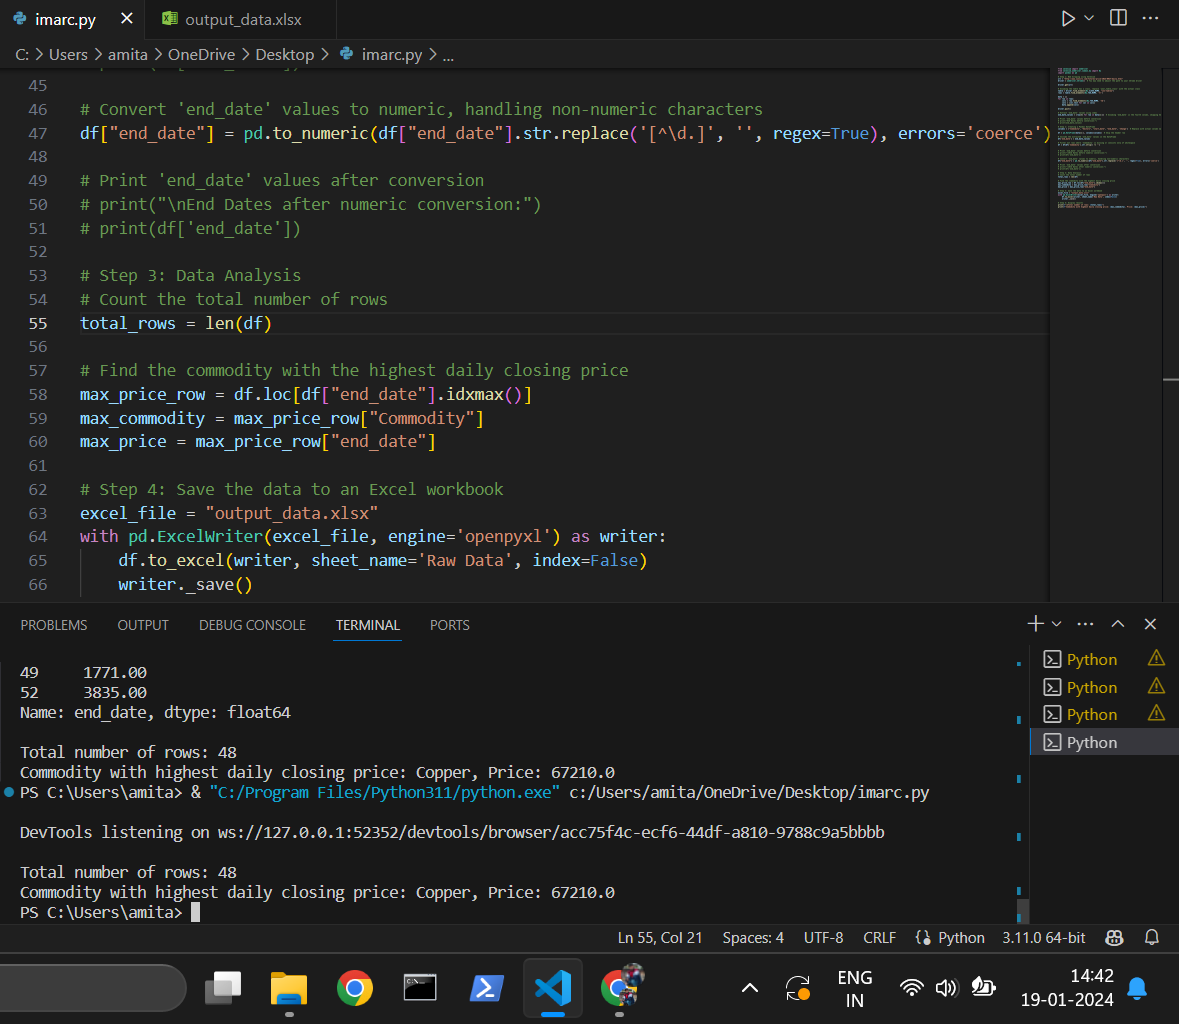 imarc.py
output_data.xlsx
C: > Users > amita > OneDrive > Desktop > imarc.py > ...
45
46 # Convert 'end_date' values to numeric, handling non-numeric characters
47 df["end_date"] = pd.to_numeric(df["end_date"].str.replace('[^\d.]', '', regex=True), errors='coerce')
48
49 # Print 'end_date' values after conversion
50 # print("\nEnd Dates after numeric conversion:")
51 # print(df['end_date'])
52
53 # Step 3: Data Analysis
54 # Count the total number of rows
55 total_rows = len(df)
56
57 # Find the commodity with the highest daily closing price
58 max_price_row = df.loc[df["end_date"].idxmax()]
59 max_commodity = max_price_row["Commodity"]
60 max_price = max_price_row["end_date"]
61
62 # Step 4: Save the data to an Excel workbook
63 excel_file = "output_data.xlsx"
64 with pd.ExcelWriter(excel_file, engine='openpyxl') as writer:
65     df.to_excel(writer, sheet_name='Raw Data', index=False)
66     writer._save()
PROBLEMS OUTPUT DEBUG CONSOLE TERMINAL PORTS
49 1771.00
52 3835.00
Name: end_date, dtype: float64
Total number of rows: 48
Commodity with highest daily closing price: Copper, Price: 67210.0
PS C:\Users\amita> & "C:/Program Files/Python311/python.exe" c:/Users/amita/OneDrive/Desktop/imarc.py
DevTools listening on ws://127.0.0.1:52352/devtools/browser/acc75f4c-ecf6-44df-a810-9788c9a5bbbb
Total number of rows: 48
Commodity with highest daily closing price: Copper, Price: 67210.0
PS C:\Users\amita>
Python
Python
Python
Python
Ln 55, Col 21 Spaces: 4 UTF-8 CRLF Python 3.11.0 64-bit
ENG
IN
14:42
19-01-2024